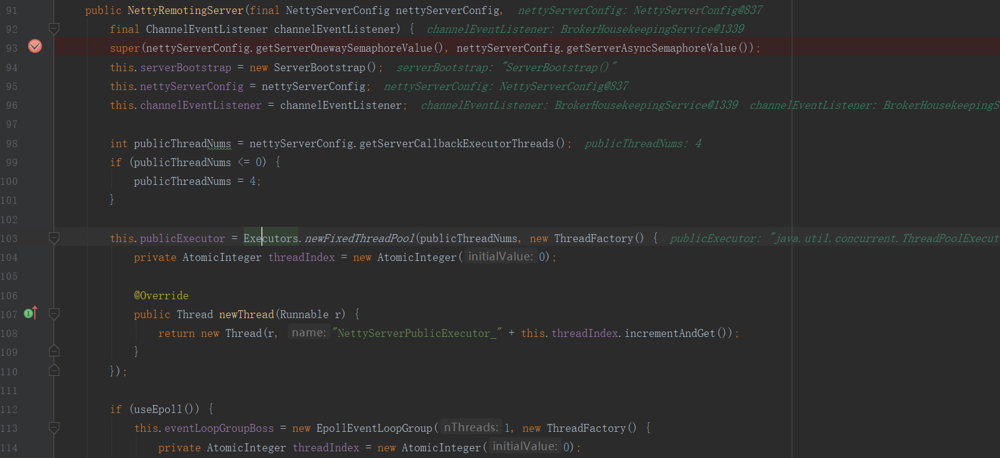 91 public NettyRemotingServer(final NettyServerConfig nettyServerConfig, nettyServerConfig: NettyServerConfig@837
92 final ChannelEventListener channelEventListener) { channelEventListener: BrokerHousekeepingService@1339
93 super(nettyServerConfig.getServerOnewaySemaphoreValue(), nettyServerConfig.getServerAsyncSemaphoreValue());
94 this.serverBootstrap = new ServerBootstrap(); serverBootstrap: "ServerBootstrap()"
95 this.nettyServerConfig = nettyServerConfig; nettyServerConfig: NettyServerConfig@837
96 this.channelEventListener = channelEventListener; channelEventListener: BrokerHousekeepingService@1339 channelEventListener: BrokerHousekeepingS
97
98 int publicThreadNums = nettyServerConfig.getServerCallbackExecutorThreads(); publicThreadNums: 4
99 if (publicThreadNums <= 0) {
100 publicThreadNums = 4;
101 }
102
103 this.publicExecutor = Executors.newFixedThreadPool(publicThreadNums, new ThreadFactory() { publicExecutor: "java.util.concurrent.ThreadPoolExecut
104 private AtomicInteger threadIndex = new AtomicInteger( initialValue: 0);
105
106 @Override
107 public Thread newThread(Runnable r) {
108 return new Thread(r, name: "NettyServerPublicExecutor_" + this.threadIndex.incrementAndGet());
109 }
110 });
111
112 if (useEpoll()) {
113 this.eventLoopGroupBoss = new EpollEventLoopGroup( nThreads: 1, new ThreadFactory() {
114 private AtomicInteger threadIndex = new AtomicInteger( initialValue: 0);